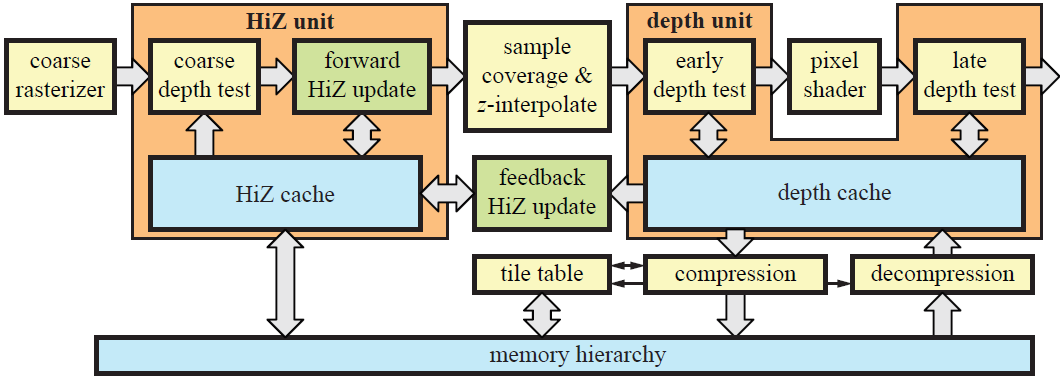 HiZ unit
depth unit
coarse
rasterizer
coarse
depth test
forward
HiZ update
sample
coverage &
z-interpolate
early
depth test
pixel
shader
late
depth test
HiZ cache
feedback
HiZ update
depth cache
tile table
compression
decompression
memory hierarchy